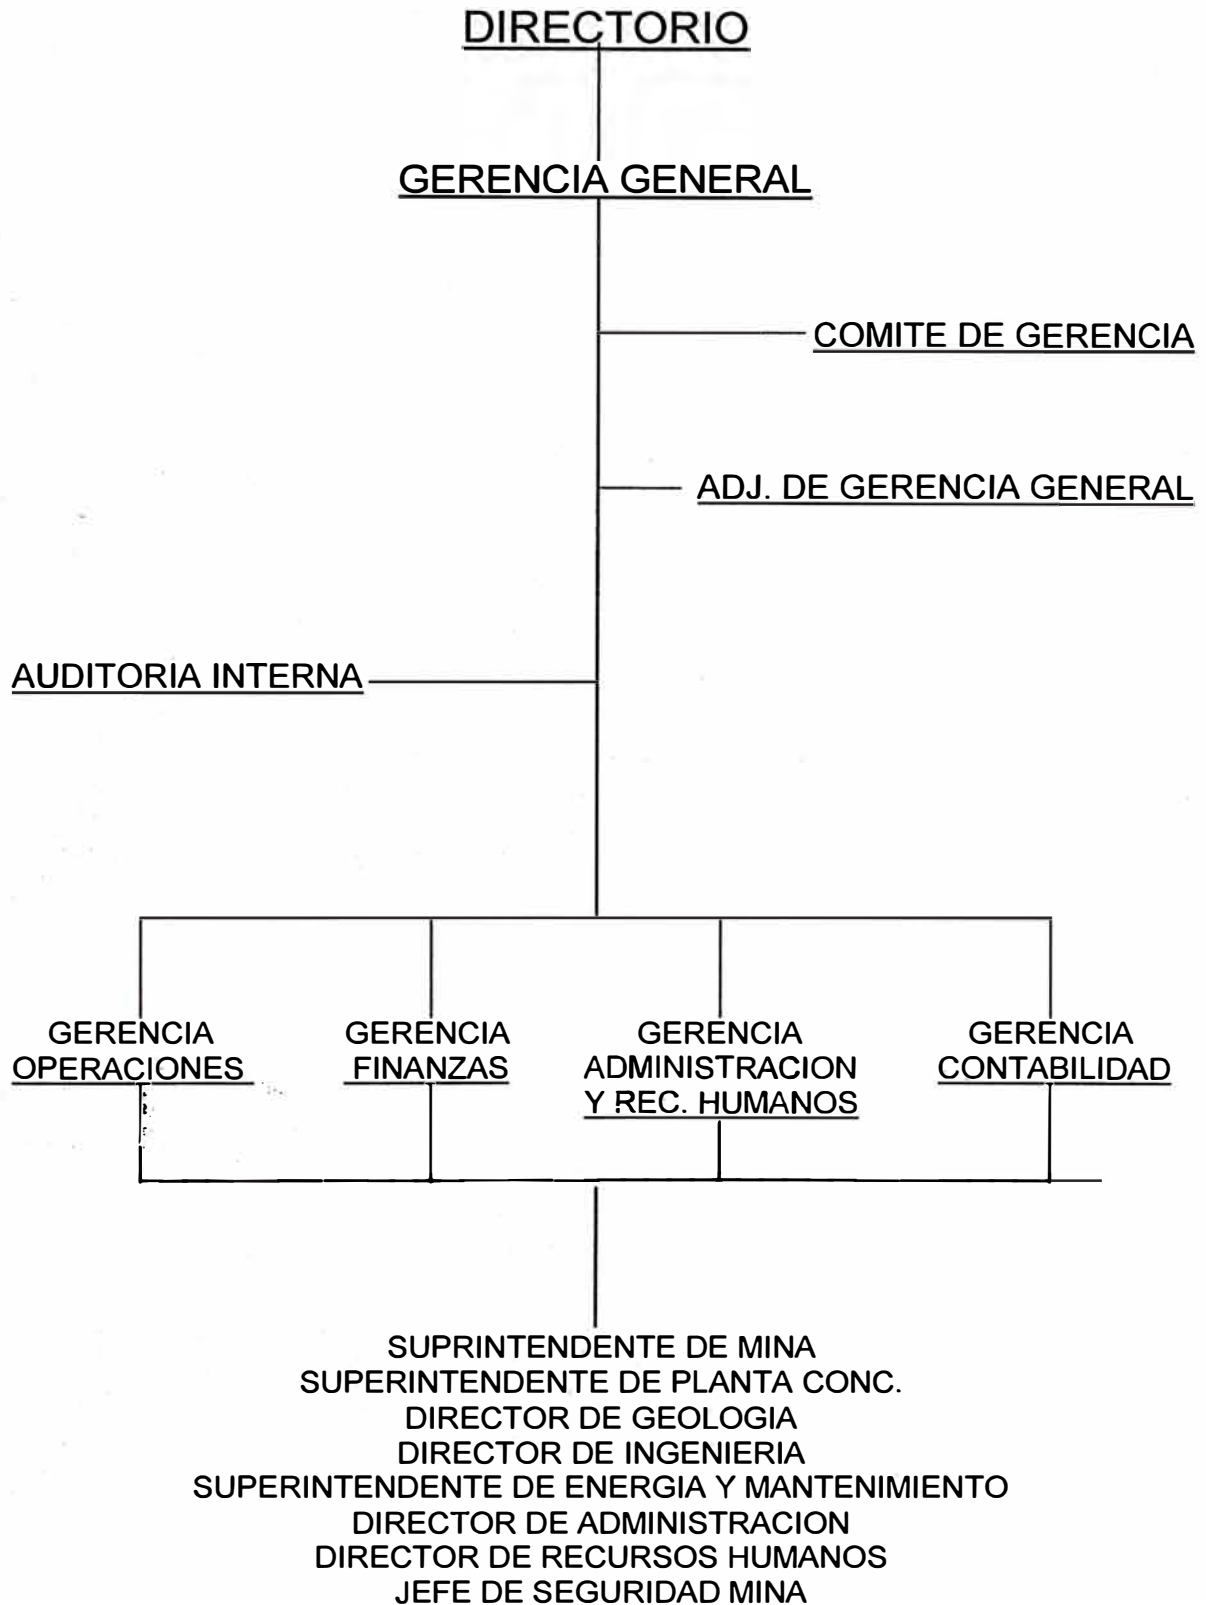 DIRECTORIO
GERENCIA GENERAL
COMITE DE GERENCIA
ADJ. DE GERENCIA GENERAL
AUDITORIA INTERNA
GERENCIA
OPERACIONES
GERENCIA
FINANZAS
GERENCIA
ADMINISTRACION
Y REC. HUMANOS
GERENCIA
CONTABILIDAD
SUPRINTENDENTE DE MINA
SUPERINTENDENTE DE PLANTA CONC.
DIRECTOR DE GEOLOGIA
DIRECTOR DE INGENIERIA
SUPERINTENDENTE DE ENERGIA Y MANTENIMIENTO
DIRECTOR DE ADMINISTRACION
DIRECTOR DE RECURSOS HUMANOS
JEFE DE SEGURIDAD MINA